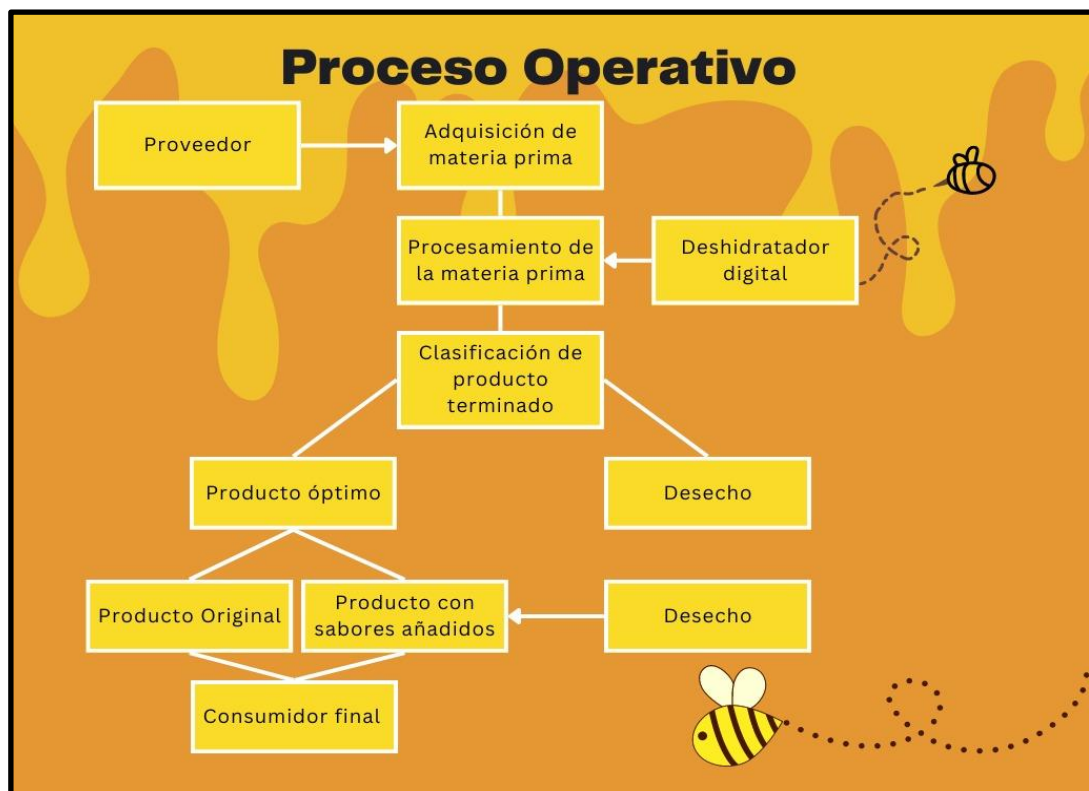 Proceso Operativo
Proveedor
Adquisición de
materia prima
Procesamiento de
la materia prima
Deshidratador
digital
Clasificación de
producto
terminado
Producto óptimo
Desecho
Producto Original
Producto con
sabores añadidos
Desecho
Consumidor final